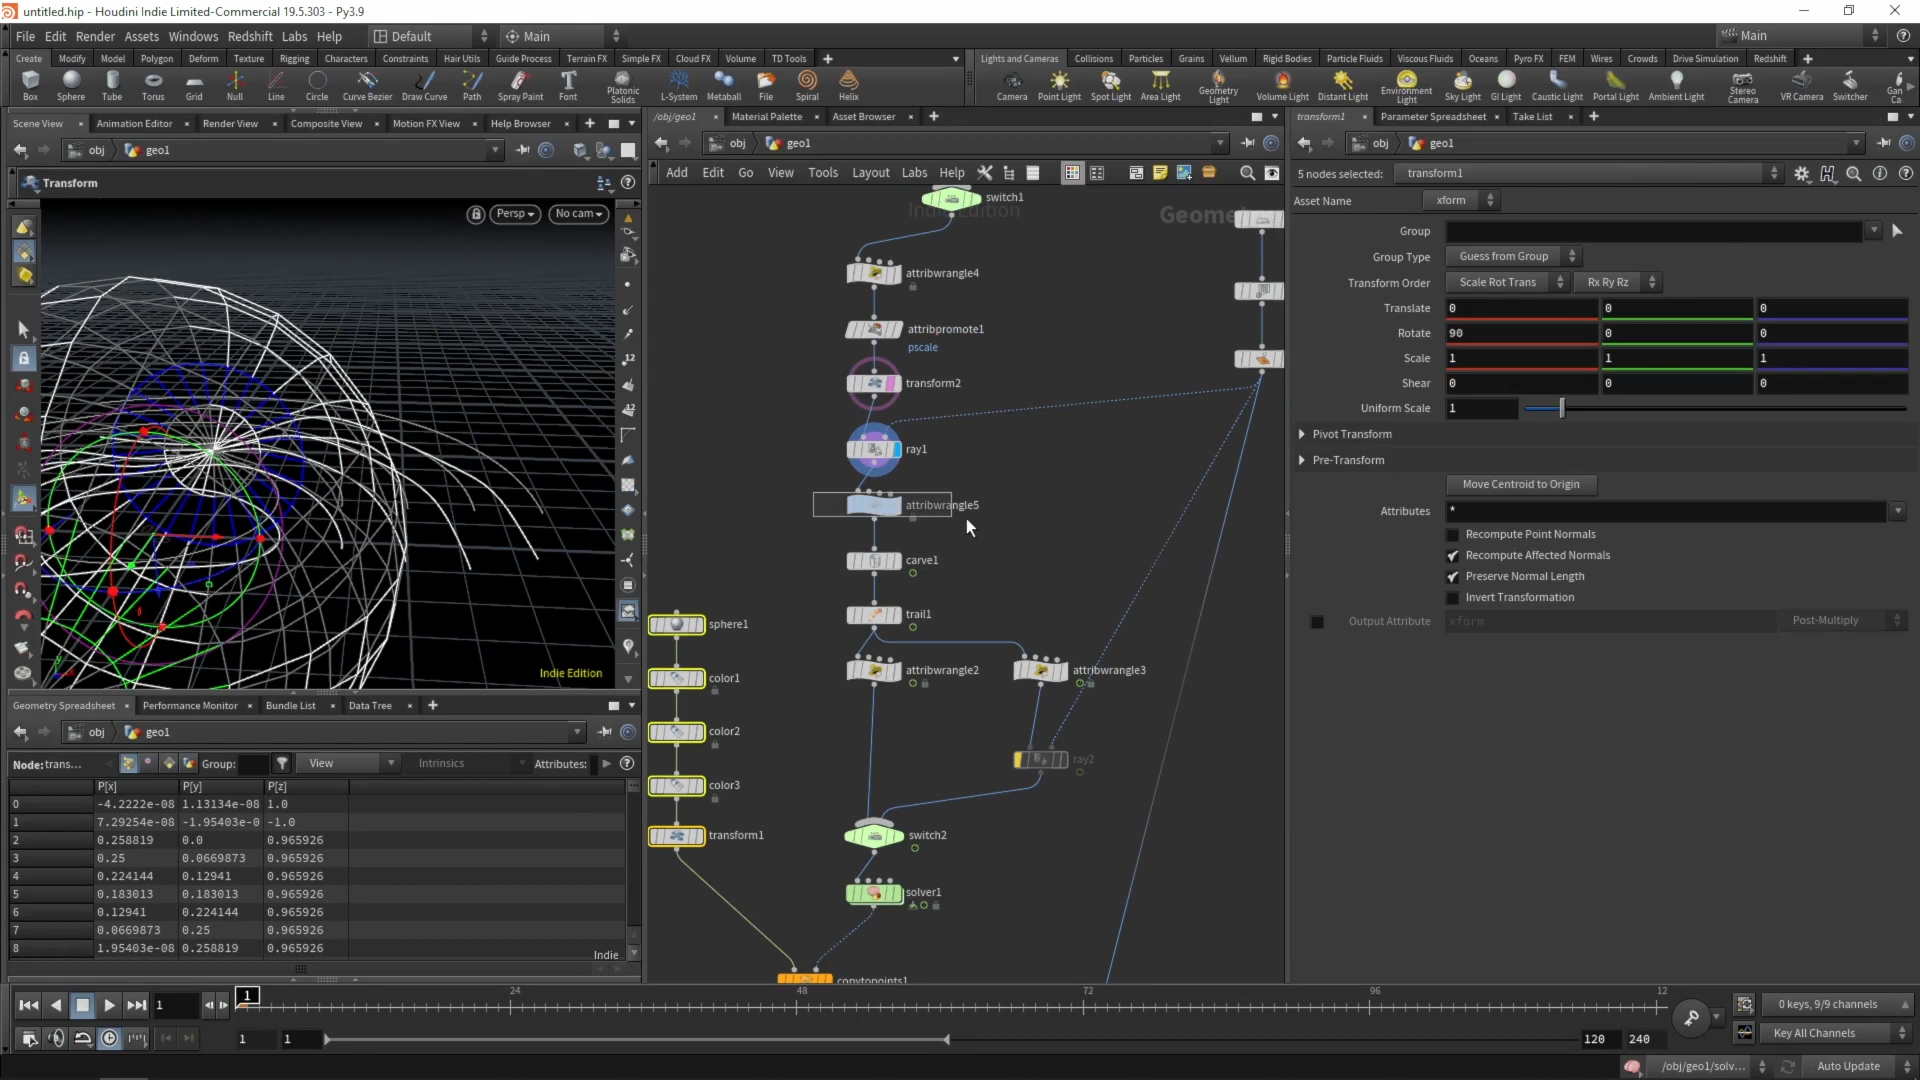 untitled.hip - Houdini Indie Limited-Commercial 19.5.303 - Py3.9
File Edit Render Assets Windows Redshift Labs Help Default Main Main
Create Modify Model Polygon Deform Texture Rigging Characters Constraints Hair Utils Guide Process Terrain FX Simple FX Cloud FX Volume TD Tools
Lights and Cameras Collisions Particles Grains Vellum Rigid Bodies Particle Fluids Viscous Fluids Oceans Pyro FX FEM Wires Crowds Drive Simulation Redshift
Box Sphere Tube Torus Grid Null Line Circle Curve Bezier Draw Curve Path Spray Paint Font Platonic Solids L-System Metaball File Spiral Helix
Camera Point Light Spot Light Area Light Geometry Light Volume Light Distant Light Environment Light Sky Light GI Light Caustic Light Portal Light Ambient Light Stereo Camera VR Camera Switcher Gan Ca
Scene View Animation Editor Render View Composite View Motion FX View Help Browser
obj geo1
Transform
Persp No cam
Indie Edition
Geometry Spreadsheet Performance Monitor Bundle List Data Tree
obj geo1
Node: trans... Group: View Intrinsics Attributes:
P[x] P[y] P[z]
0 -4.2222e-08 1.13134e-08 1.0
1 7.29254e-08 -1.95403e-0 -1.0
2 0.258819 0.0 0.965926
3 0.25 0.0669873 0.965926
4 0.224144 0.12941 0.965926
5 0.183013 0.183013 0.965926
6 0.12941 0.224144 0.965926
7 0.0669873 0.25 0.965926
8 1.95403e-08 0.258819 0.965926
Indie
/obj/geo1 Material Palette Asset Browser
obj geo1
Add Edit Go View Tools Layout Labs Help
Indie Edition
Geome
switch1
attribwrangle4
attribpromote1
pscale
transform2
ray1
attribwrangle5
carve1
trail1
sphere1
attribwrangle2 attribwrangle3
color1
color2
ray2
color3
transform1
switch2
solver1
copytopoints1
transform1 Parameter Spreadsheet Take List
obj geo1
5 nodes selected: transform1
Asset Name xform
Group
Group Type Guess from Group
Transform Order Scale Rot Trans Rx Ry Rz
Translate 0 0 0
Rotate 90 0 0
Scale 1 1 1
Shear 0 0 0
Uniform Scale 1
Pivot Transform
Pre-Transform
Move Centroid to Origin
Attributes *
Recompute Point Normals
Recompute Affected Normals
Preserve Normal Length
Invert Transformation
Output Attribute xform Post-Multiply
1 1 24 48 72 96 12
0 keys, 9/9 channels
1 1 120 240
Key All Channels
/obj/geo1/solv... Auto Update